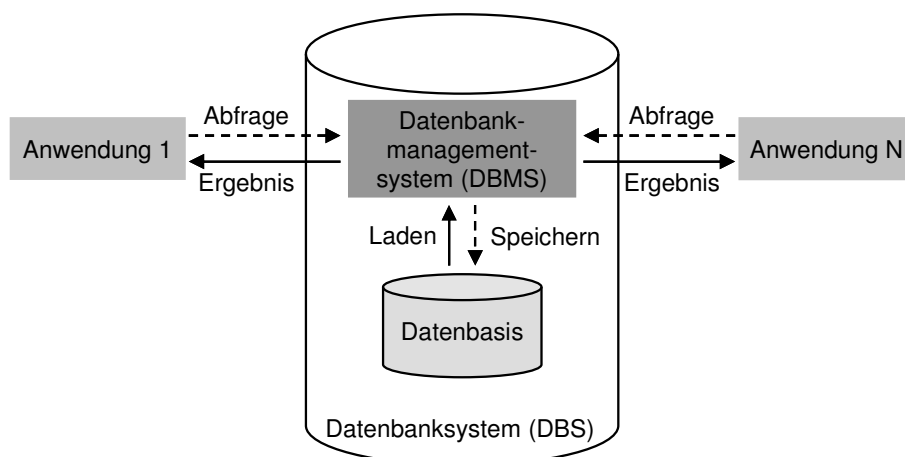 Abfrage
Anwendung 1
Ergebnis
Datenbank-
management-
system (DBMS)
Abfrage
Anwendung N
Ergebnis
Laden
Speichern
Datenbasis
Datenbanksystem (DBS)